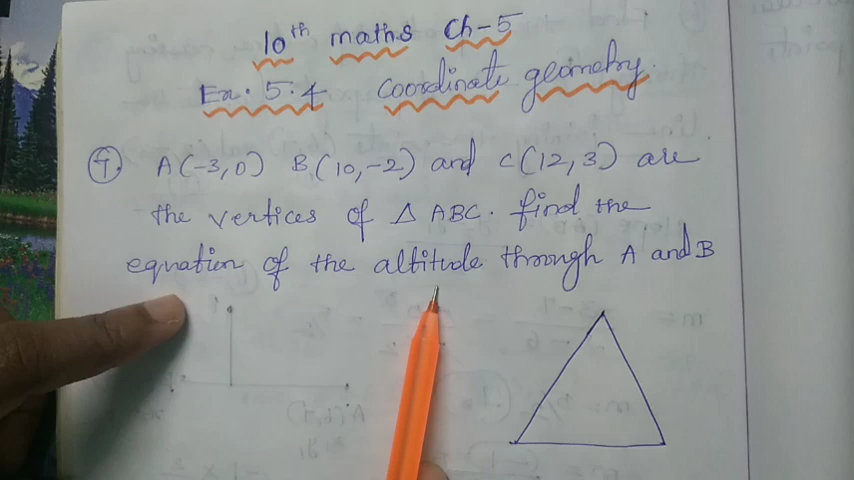 10th maths Ch-5
Ex. 5.4 Coordinate geometry.
9. A(-3,0) B(10,-2) and C(12,3) are
the vertices of Δ ABC. find the
equation of the altitude through A and B